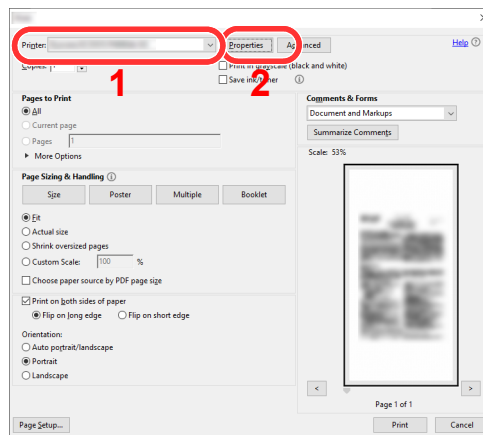 Printer:
Properties
Advanced
Help
Copies: 1
Print in grayscale (black and white)
1
2
Save ink/toner
Pages to Print
All
Current page
Pages 1
More Options
Comments & Forms
Document and Markups
Summarize Comments
Page Sizing & Handling
Size Poster Multiple Booklet
Fit
Actual size
Shrink oversized pages
Custom Scale: 100 %
Choose paper source by PDF page size
Print on both sides of paper
Flip on long edge Flip on short edge
Orientation:
Auto portrait/landscape
Portrait
Landscape
Scale: 53%
< >
Page 1 of 1
Page Setup... Print Cancel